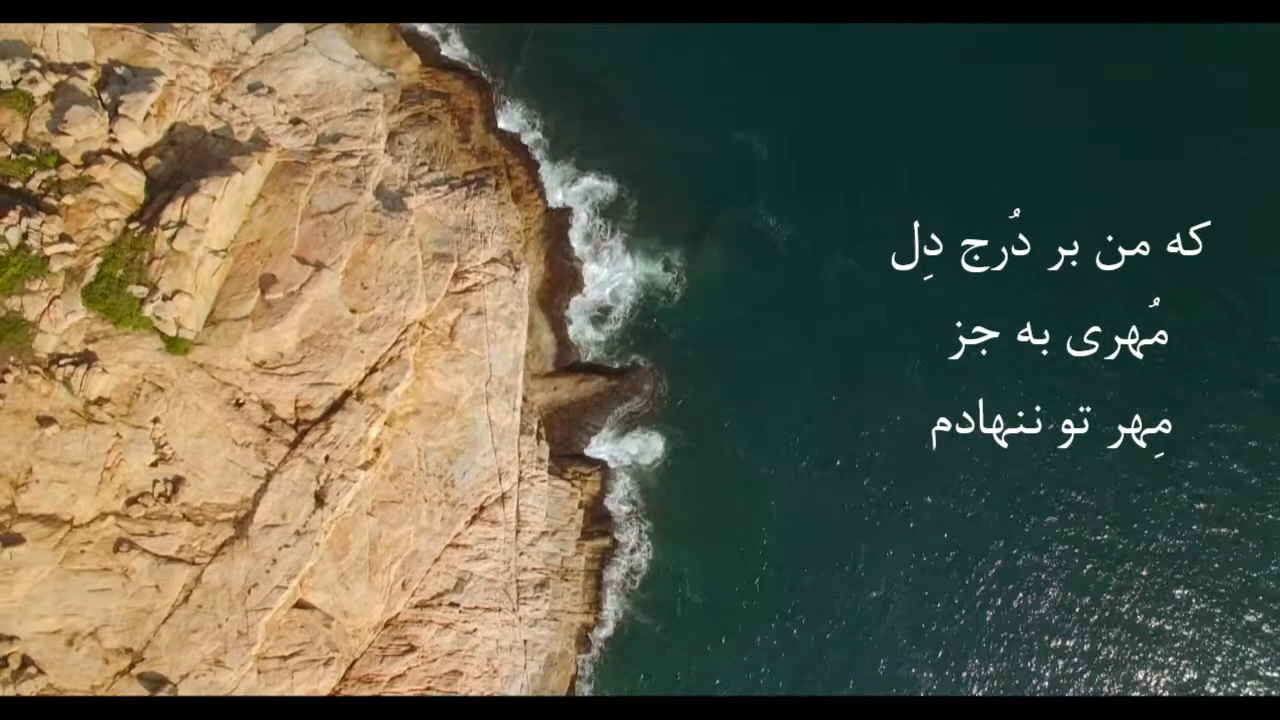 که من بر دُرج دِل
مُهری به جز
مِهر تو ننهادم